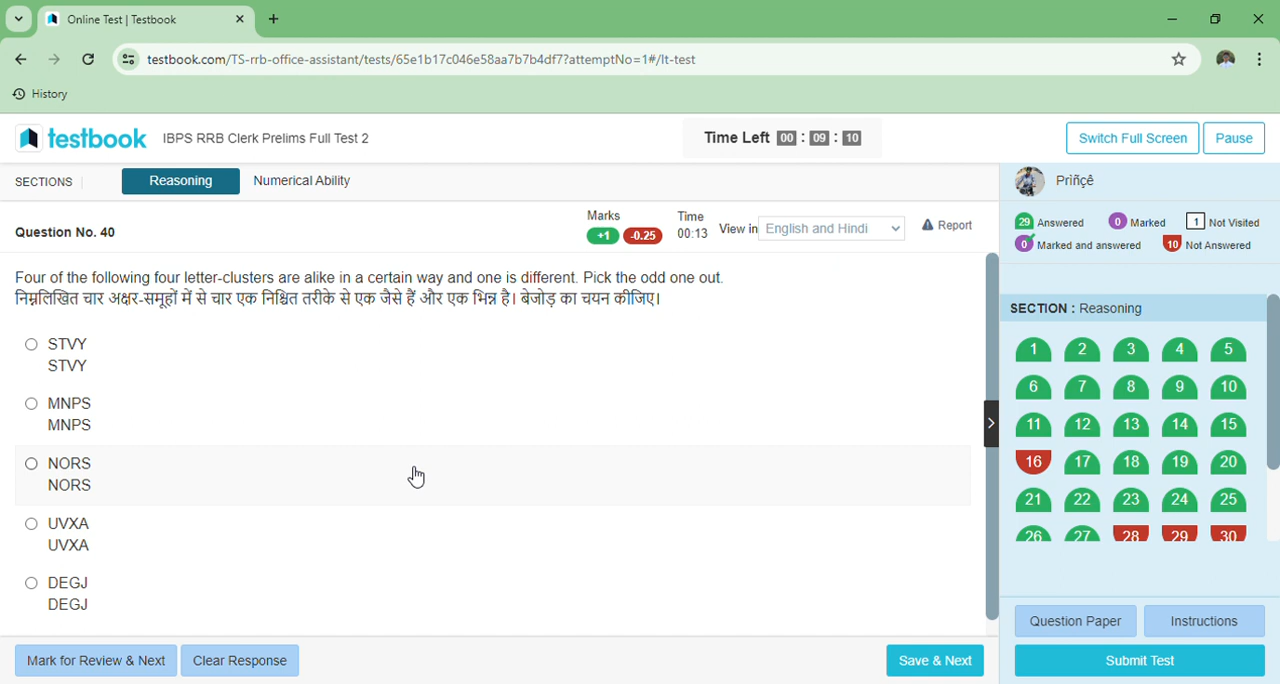 Online Test | Testbook
testbook.com/TS-rrb-office-assistant/tests/65e1b17c046e58aa7b7b4df7?attemptNo=1#/lt-test
History
testbook
IBPS RRB Clerk Prelims Full Test 2
Time Left 00 : 09 : 10
Switch Full Screen
Pause
SECTIONS
Reasoning
Numerical Ability
Prïñçê
Question No. 40
Marks
+1 -0.25
Time
00:13
View in English and Hindi
Report
29 Answered
0 Marked
1 Not Visited
0 Marked and answered
10 Not Answered
Four of the following four letter-clusters are alike in a certain way and one is different. Pick the odd one out.
निम्नलिखित चार अक्षर-समूहों में से चार एक निश्चित तरीके से एक जैसे हैं और एक भिन्न है। बेजोड़ का चयन कीजिए।
STVY
STVY
MNPS
MNPS
NORS
NORS
UVXA
UVXA
DEGJ
DEGJ
SECTION : Reasoning
1 2 3 4 5
6 7 8 9 10
11 12 13 14 15
16 17 18 19 20
21 22 23 24 25
26 27 28 29 30
Question Paper
Instructions
Mark for Review & Next
Clear Response
Save & Next
Submit Test